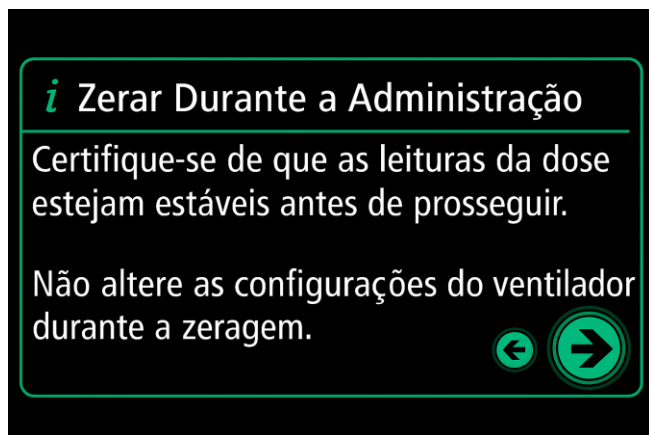 i Zerar Durante a Administração
Certifique-se de que as leituras da dose
estejam estáveis antes de prosseguir.
Não altere as configurações do ventilador
durante a zeragem.